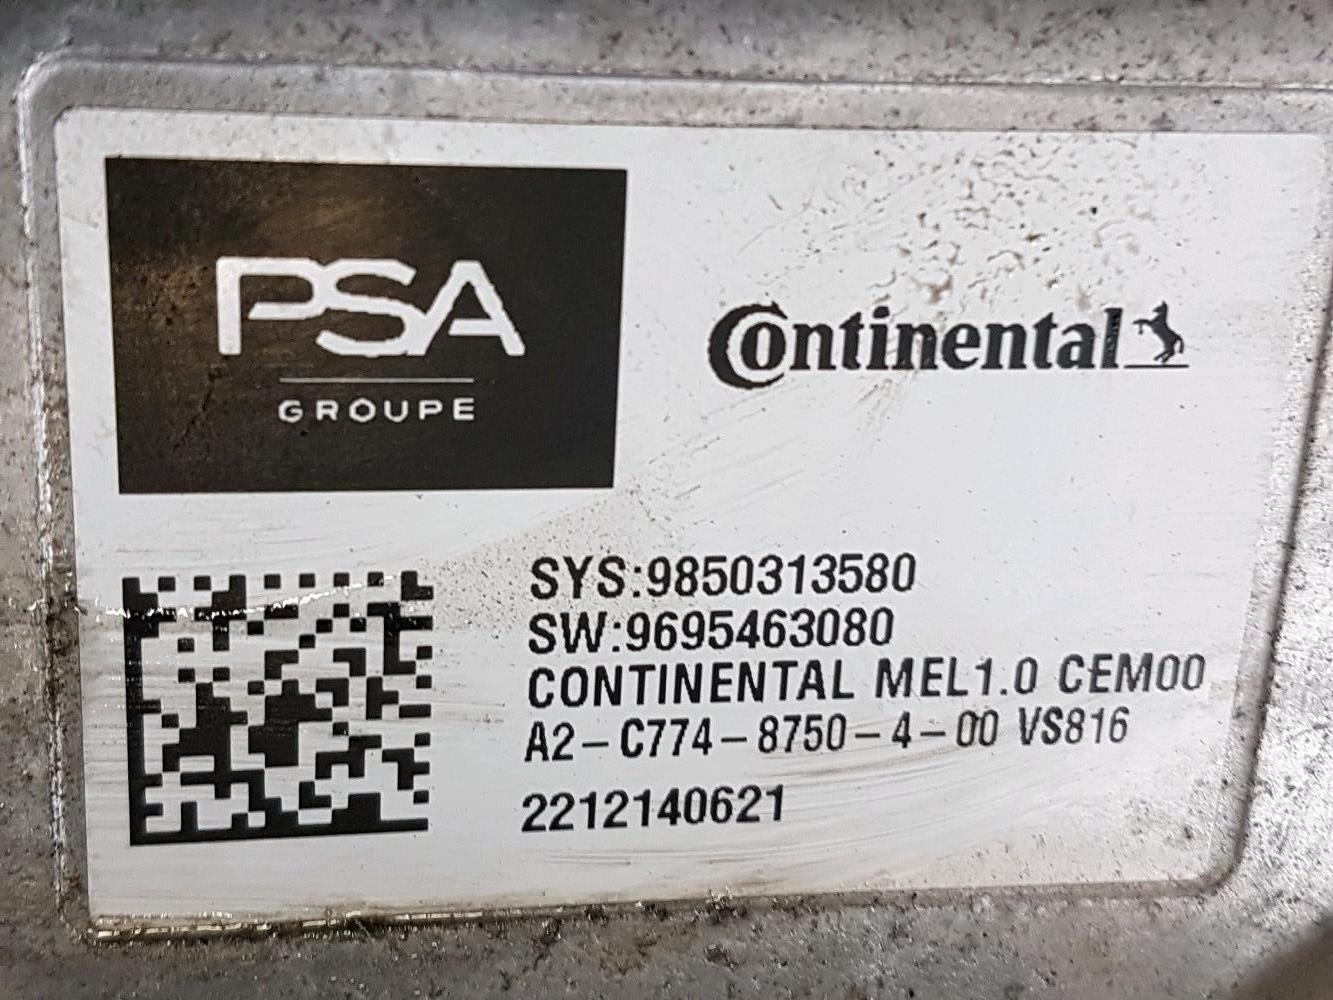 PSA
GROUPE
Continental
SYS:9850313580
SW:9695463080
CONTINENTAL MEL1.0 CEM00
A2-C774-8750-4-00 VS816
2212140621